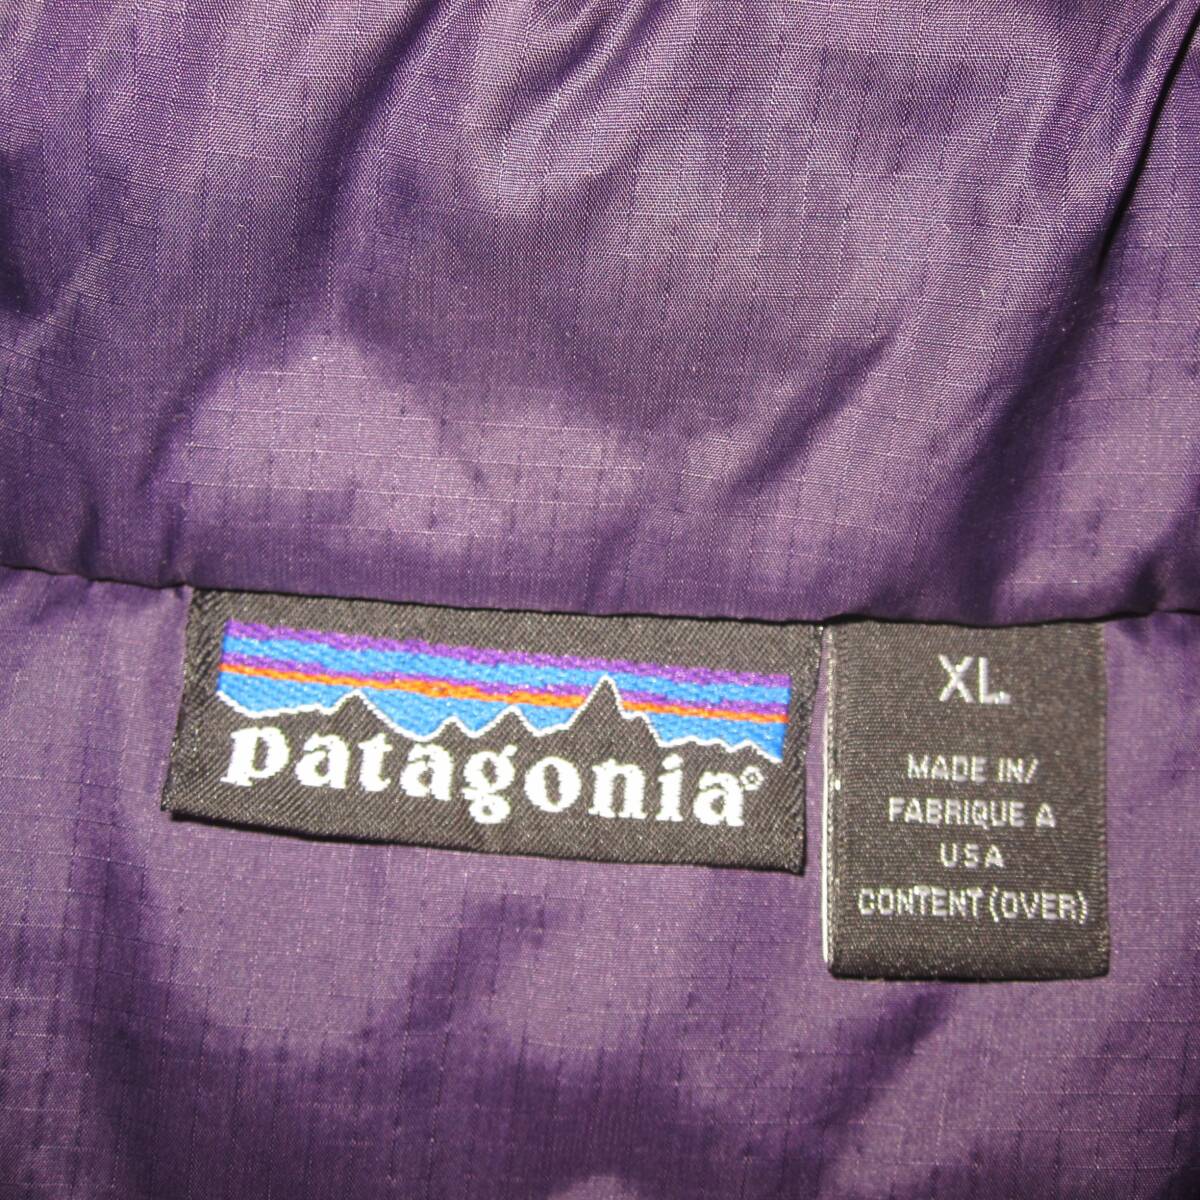 patagonia®
XL
MADE IN/
FABRIQUE A
USA
CONTENT (OVER)